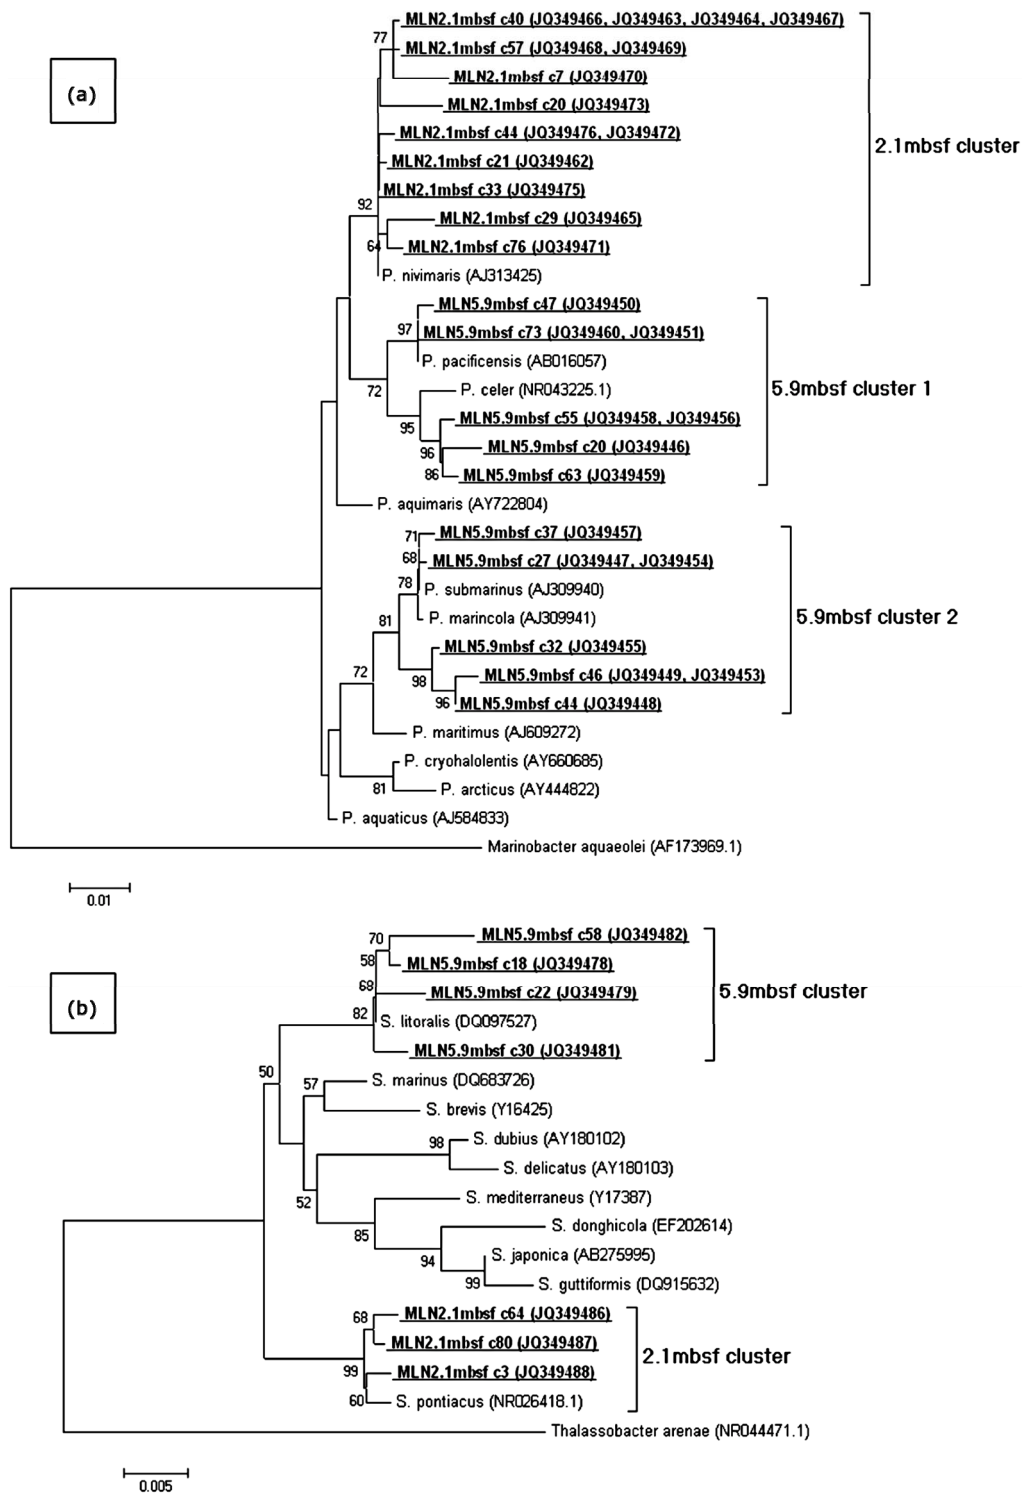 MLN2.1mbsf c40 (JQ349466, JQ349463, JQ349464, JQ349467)
77
MLN2.1mbsf c57 (JQ349468, JQ349469)
MLN2.1mbsf c7 (JQ349470)
(a)
MLN2.1mbsf c20 (JQ349473)
MLN2.1mbsf c44 (JQ349476, JQ349472)
2.1mbsf cluster
MLN2.1mbsf c21 (JQ349462)
MLN2.1mbsf c33 (JQ349475)
92
MLN2.1mbsf c29 (JQ349465)
64
MLN2.1mbsf c76 (JQ349471)
P. nivimaris (AJ313425)
MLN5.9mbsf c47 (JQ349450)
97
MLN5.9mbsf c73 (JQ349460, JQ349451)
P. pacificensis (AB016057)
72
P. celer (NR043225.1)
5.9mbsf cluster 1
95
MLN5.9mbsf c55 (JQ349458, JQ349456)
96
MLN5.9mbsf c20 (JQ349446)
86
MLN5.9mbsf c63 (JQ349459)
P. aquimaris (AY722804)
71
MLN5.9mbsf c37 (JQ349457)
68
MLN5.9mbsf c27 (JQ349447, JQ349454)
78
P. submarinus (AJ309940)
81
P. marincola (AJ309941)
5.9mbsf cluster 2
MLN5.9mbsf c32 (JQ349455)
72
98
MLN5.9mbsf c46 (JQ349449, JQ349453)
96
MLN5.9mbsf c44 (JQ349448)
P. maritimus (AJ609272)
P. cryohalolentis (AY660685)
81
P. arcticus (AY444822)
P. aquaticus (AJ584833)
Marinobacter aquaeolei (AF173969.1)
0.01
70
MLN5.9mbsf c58 (JQ349482)
58
MLN5.9mbsf c18 (JQ349478)
68
MLN5.9mbsf c22 (JQ349479)
5.9mbsf cluster
(b)
82
S. litoralis (DQ097527)
MLN5.9mbsf c30 (JQ349481)
50
57
S. marinus (DQ683726)
S. brevis (Y16425)
98
S. dubius (AY180102)
S. delicatus (AY180103)
52
S. mediterraneus (Y17387)
85
S. donghicola (EF202614)
94
S. japonica (AB275995)
99
S. guttiformis (DQ915632)
68
MLN2.1mbsf c64 (JQ349486)
MLN2.1mbsf c80 (JQ349487)
2.1mbsf cluster
99
MLN2.1mbsf c3 (JQ349488)
60
S. pontiacus (NR026418.1)
Thalassobacter arenae (NR044471.1)
0.005